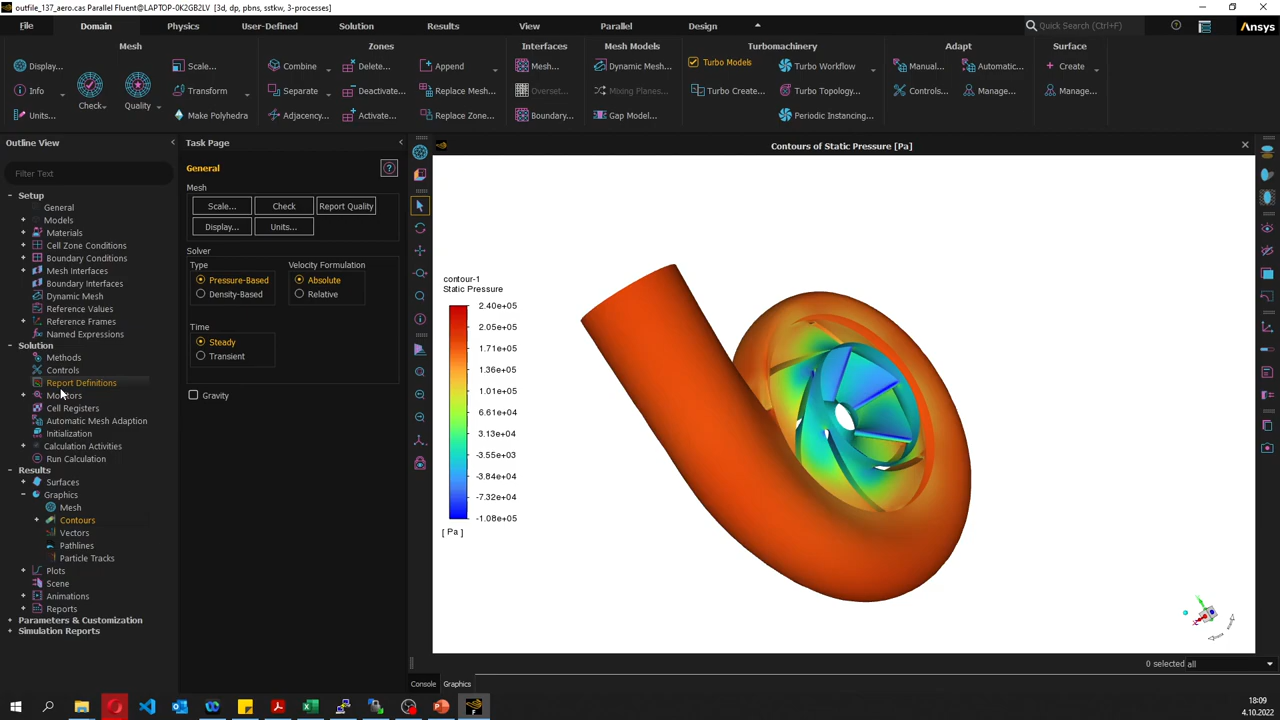 outfile_137_aero.cas Parallel Fluent@LAPTOP-0K2GB2LV [3d, dp, pbns, sstkw, 3-processes]
File Domain Physics User-Defined Solution Results View Parallel Design Quick Search (Ctrl+F) Ansys
Mesh Zones Interfaces Mesh Models Turbomachinery Adapt Surface
Display... Scale... Combine Delete... Append Mesh... Dynamic Mesh... Turbo Models Turbo Workflow Manual... Automatic... Create
Info Check Quality Transform Separate Deactivate... Replace Mesh... Overset... Mixing Planes... Turbo Create... Turbo Topology... Controls... Manage... Manage...
Units... Make Polyhedra Adjacency... Activate... Replace Zone... Boundary... Gap Model... Periodic Instancing...
Outline View
Filter Text
Setup
General
Models
Materials
Cell Zone Conditions
Boundary Conditions
Mesh Interfaces
Boundary Interfaces
Dynamic Mesh
Reference Values
Reference Frames
Named Expressions
Solution
Methods
Controls
Report Definitions
Monitors
Cell Registers
Automatic Mesh Adaption
Initialization
Calculation Activities
Run Calculation
Results
Surfaces
Graphics
Mesh
Contours
Vectors
Pathlines
Particle Tracks
Plots
Scene
Animations
Reports
Parameters & Customization
Simulation Reports
Task Page
General
Mesh
Scale... Check Report Quality
Display... Units...
Solver
Type Velocity Formulation
Pressure-Based Absolute
Density-Based Relative
Time
Steady
Transient
Gravity
Contours of Static Pressure [Pa]
contour-1
Static Pressure
2.40e+05
2.05e+05
1.71e+05
1.36e+05
1.01e+05
6.61e+04
3.13e+04
-3.55e+03
-3.84e+04
-7.32e+04
-1.08e+05
[ Pa ]
0 selected all
Console Graphics
18:09
4.10.2022